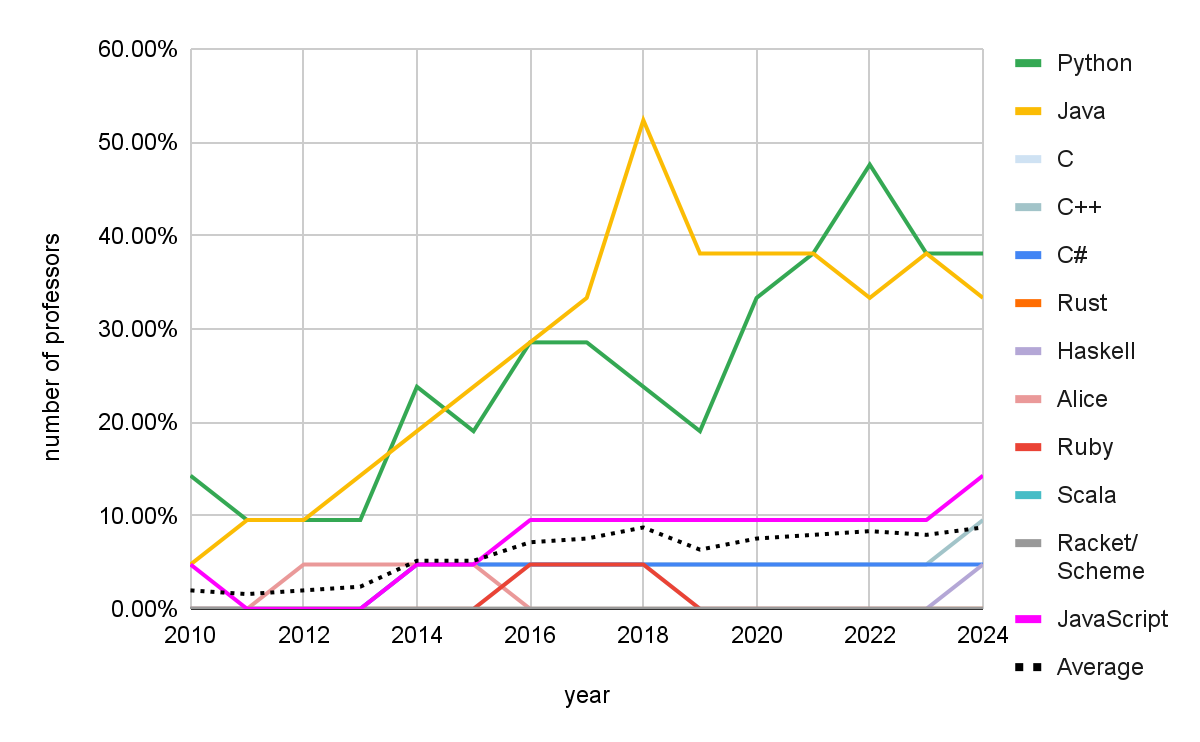 60.00%
50.00%
40.00%
30.00%
20.00%
10.00%
0.00%
number of professors
2010
2012
2014
2016
2018
2020
2022
2024
year
Python
Java
C
C++
C#
Rust
Haskell
Alice
Ruby
Scala
Racket/
Scheme
JavaScript
Average